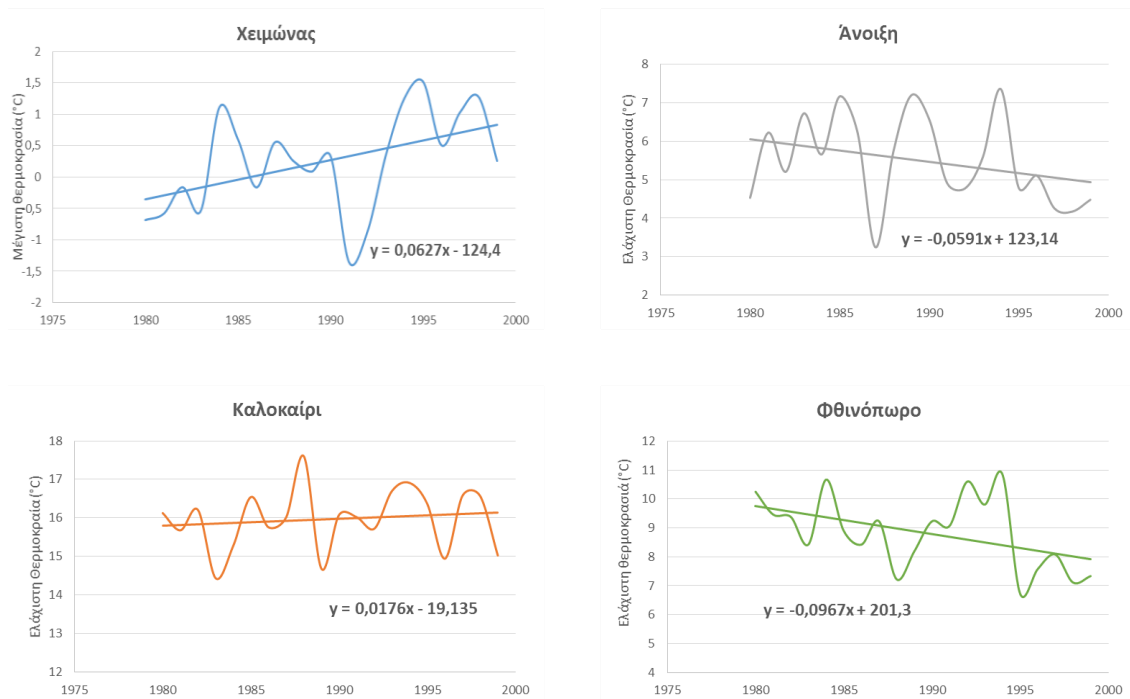 Χειμώνας
Μέγιστη θερμοκρασία (°C)
2
1,5
1
0,5
0
-0,5
-1
-1,5
-2
y = 0,0627x - 124,4
1975 1980 1985 1990 1995 2000
Άνοιξη
Ελάχιστη Θερμοκρασία (°C)
8
7
6
5
4
3
2
y = -0,0591x + 123,14
1975 1980 1985 1990 1995 2000
Καλοκαίρι
Ελάχιστη Θερμοκραία (°C)
18
17
16
15
14
13
12
y = 0,0176x - 19,135
1975 1980 1985 1990 1995 2000
Φθινόπωρο
Ελάχιστη θερμοκρασιά (°C)
12
11
10
9
8
7
6
5
4
y = -0,0967x + 201,3
1975 1980 1985 1990 1995 2000